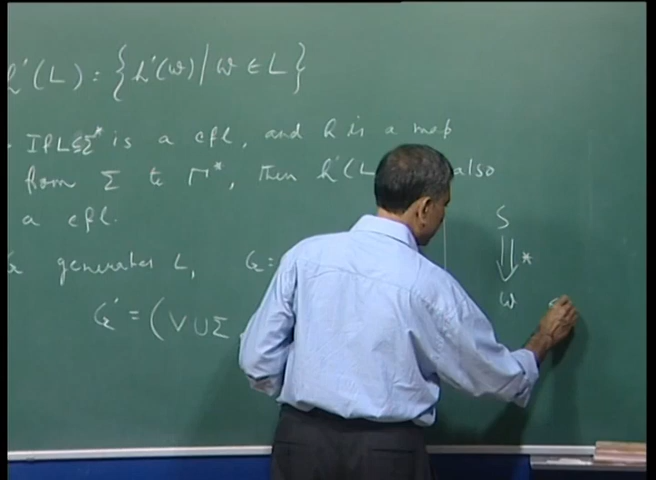 h'(L) = { h'(w) | w ∈ L }
If L ⊆ Σ* is a cfl, and h is a map
from Σ to Γ*, then h'(L also
a cfl.
generates L, G =
G' = (V ∪ Σ
S
⇓ *
w